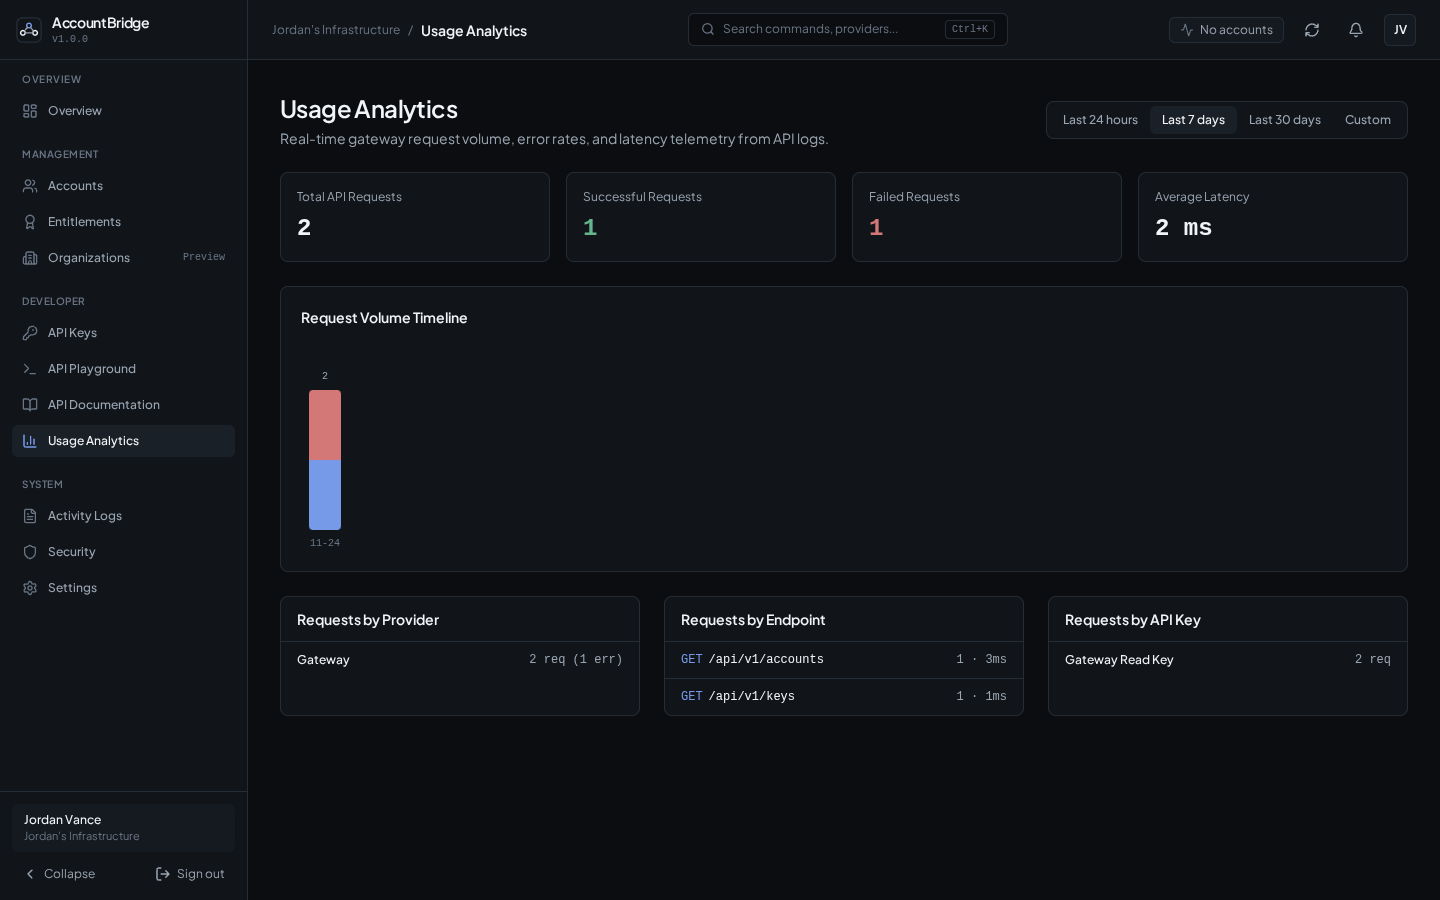 AccountBridge
v1.0.0
Jordan's Infrastructure / Usage Analytics
Search commands, providers... Ctrl+K
No accounts
JV
OVERVIEW
Overview
MANAGEMENT
Accounts
Entitlements
Organizations Preview
DEVELOPER
API Keys
API Playground
API Documentation
Usage Analytics
SYSTEM
Activity Logs
Security
Settings
Jordan Vance
Jordan's Infrastructure
Collapse
Sign out
Usage Analytics
Real-time gateway request volume, error rates, and latency telemetry from API logs.
Last 24 hours Last 7 days Last 30 days Custom
Total API Requests
2
Successful Requests
1
Failed Requests
1
Average Latency
2 ms
Request Volume Timeline
2
11-24
Requests by Provider
Gateway 2 req (1 err)
Requests by Endpoint
GET /api/v1/accounts 1 · 3ms
GET /api/v1/keys 1 · 1ms
Requests by API Key
Gateway Read Key 2 req